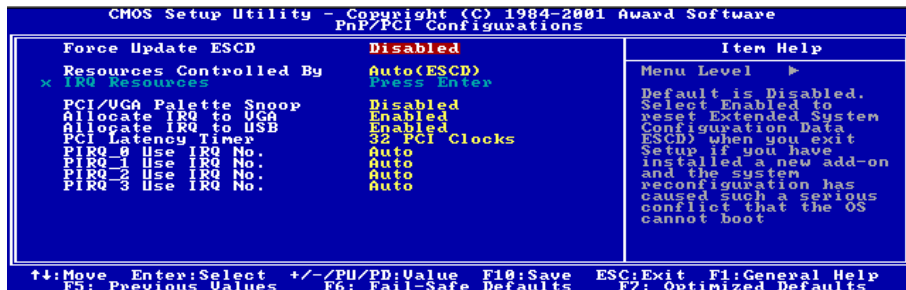 CMOS Setup Utility - Copyright (C) 1984-2001 Award Software
PnP/PCI Configurations
Force Update ESCD Disabled
Resources Controlled By Auto(ESCD)
x IRQ Resources Press Enter
PCI/VGA Palette Snoop Disabled
Allocate IRQ to VGA Enabled
Allocate IRQ to USB Enabled
PCI Latency Timer 32 PCI Clocks
PIRQ_0 Use IRQ No. Auto
PIRQ_1 Use IRQ No. Auto
PIRQ_2 Use IRQ No. Auto
PIRQ_3 Use IRQ No. Auto
Item Help
Menu Level ▶
Default is Disabled.
Select Enabled to
reset Extended System
Configuration Data
ESCD) when you exit
Setup if you have
installed a new add-on
and the system
reconfiguration has
caused such a serious
conflict that the OS
cannot boot
↑↓:Move Enter:Select +/-/PU/PD:Value F10:Save ESC:Exit F1:General Help
F5: Previous Values F6: Fail-Safe Defaults F7: Optimized Defaults